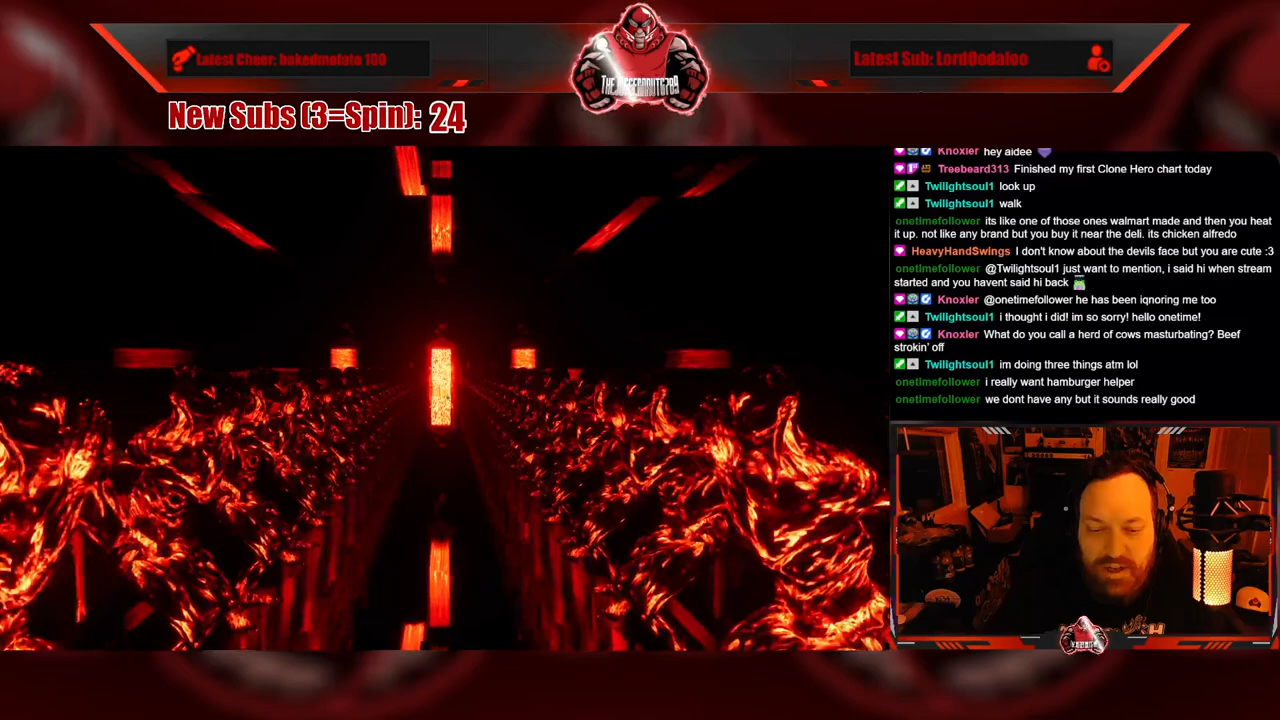 Latest Cheer: bakedmotato 100
THEJUGGERNAUT6789
Latest Sub: LordOodafoo
New Subs (3=Spin): 24
Knoxler hey aidee
Treebeard313 Finished my first Clone Hero chart today
Twilightsoul1 look up
Twilightsoul1 walk
onetimefollower its like one of those ones walmart made and then you heat
it up. not like any brand but you buy it near the deli. its chicken alfredo
HeavyHandSwings I don't know about the devils face but you are cute :3
onetimefollower @Twilightsoul1 just want to mention, i said hi when stream
started and you havent said hi back
Knoxler @onetimefollower he has been iqnoring me too
Twilightsoul1 i thought i did! im so sorry! hello onetime!
Knoxler What do you call a herd of cows masturbating? Beef
strokin' off
Twilightsoul1 im doing three things atm lol
onetimefollower i really want hamburger helper
onetimefollower we dont have any but it sounds really good